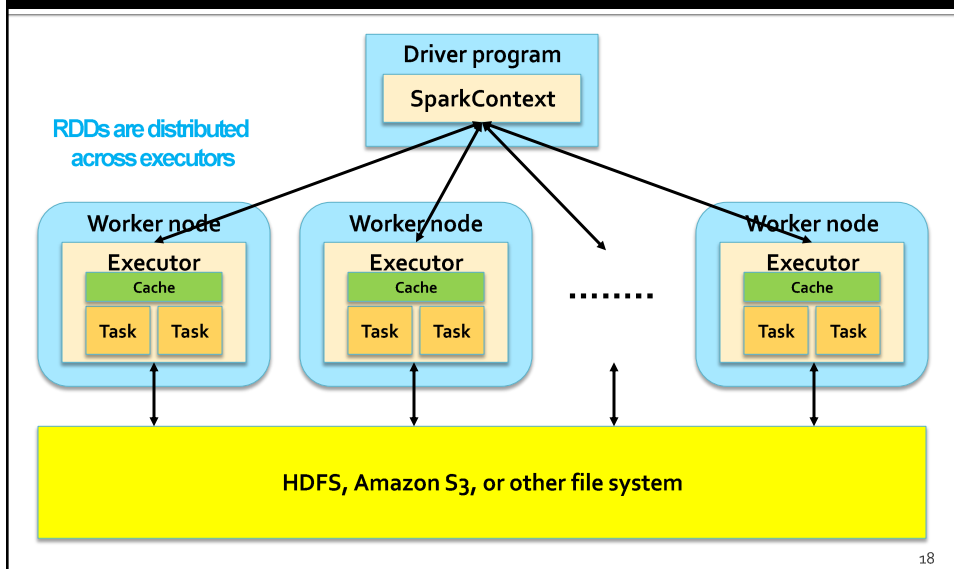 Driver program
SparkContext
RDDs are distributed
across executors
Worker node
Executor
Cache
Task Task
Worker node
Executor
Cache
Task Task
.........
Worker node
Executor
Cache
Task Task
HDFS, Amazon S3, or other file system
18